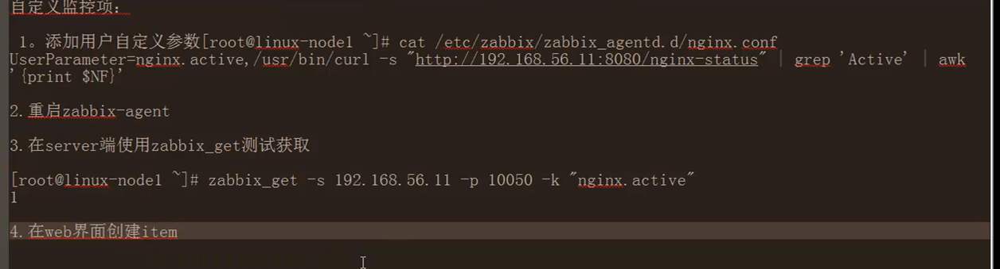 自定义监控项：
1。添加用户自定义参数[root@linux-node1 ~]# cat /etc/zabbix/zabbix_agentd.d/nginx.conf
UserParameter=nginx.active,/usr/bin/curl -s "http://192.168.56.11:8080/nginx-status" | grep 'Active' | awk
'{print $NF}'
2.重启zabbix-agent
3.在server端使用zabbix_get测试获取
[root@linux-node1 ~]# zabbix_get -s 192.168.56.11 -p 10050 -k "nginx.active"
1
4.在web界面创建item